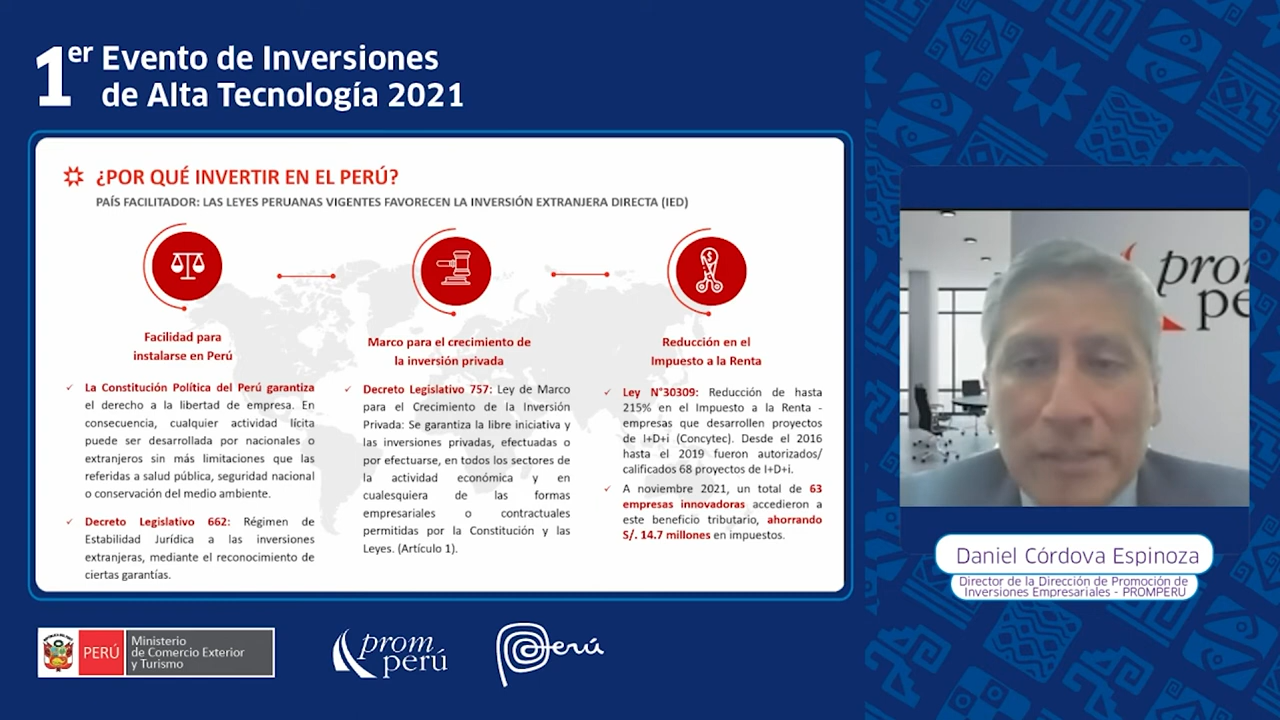 1er Evento de Inversiones
de Alta Tecnología 2021
¿POR QUÉ INVERTIR EN EL PERÚ?
PAÍS FACILITADOR: LAS LEYES PERUANAS VIGENTES FAVORECEN LA INVERSIÓN EXTRANJERA DIRECTA (IED)
Facilidad para
instalarse en Perú
✓ La Constitución Política del Perú garantiza
el derecho a la libertad de empresa. En
consecuencia, cualquier actividad lícita
puede ser desarrollada por nacionales o
extranjeros sin más limitaciones que las
referidas a salud pública, seguridad nacional
o conservación del medio ambiente.
✓ Decreto Legislativo 662: Régimen de
Estabilidad Jurídica a las inversiones
extranjeras, mediante el reconocimiento de
ciertas garantías.
Marco para el crecimiento de
la inversión privada
✓ Decreto Legislativo 757: Ley de Marco
para el Crecimiento de la Inversión
Privada: Se garantiza la libre iniciativa y
las inversiones privadas, efectuadas o
por efectuarse, en todos los sectores de
la actividad económica y en
cualesquiera de las formas
empresariales o contractuales
permitidas por la Constitución y las
Leyes. (Artículo 1).
$
Reducción en el
Impuesto a la Renta
✓ Ley N°30309: Reducción de hasta
215% en el Impuesto a la Renta -
empresas que desarrollen proyectos
de I+D+i (Concytec). Desde el 2016
hasta el 2019 fueron autorizados/
calificados 68 proyectos de I+D+i.
✓ A noviembre 2021, un total de 63
empresas innovadoras accedieron a
este beneficio tributario, ahorrando
S/. 14.7 millones en impuestos.
prom
pe
Daniel Córdova Espinoza
Director de la Dirección de Promoción de
Inversiones Empresariales - PROMPERÚ
PERÚ
Ministerio
de Comercio Exterior
y Turismo
prom
perú
Perú